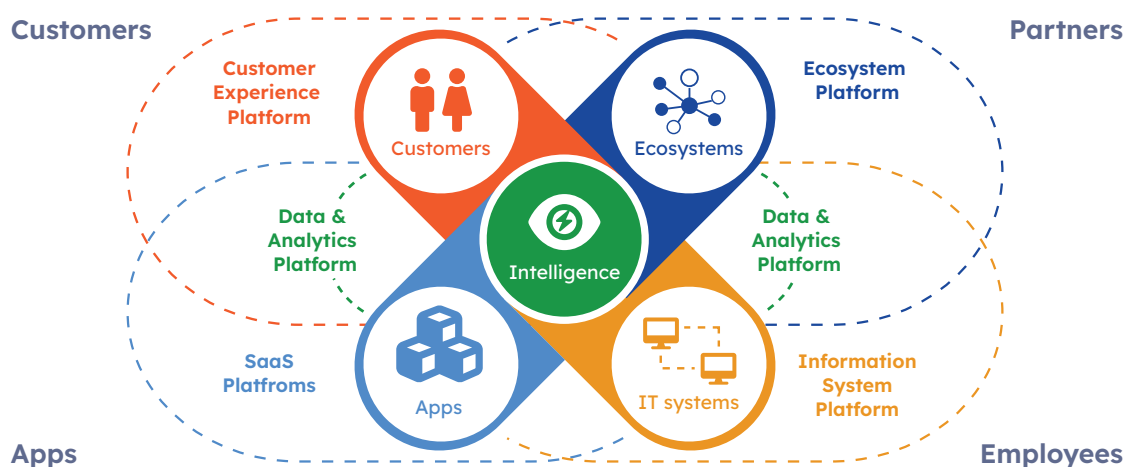 Customers
Partners
Customer
Experience
Platform
Ecosystem
Platform
Customers
Ecosystems
Data &
Analytics
Platform
Intelligence
Data &
Analytics
Platform
SaaS
Platfroms
Apps
IT systems
Information
System
Platform
Apps
Employees